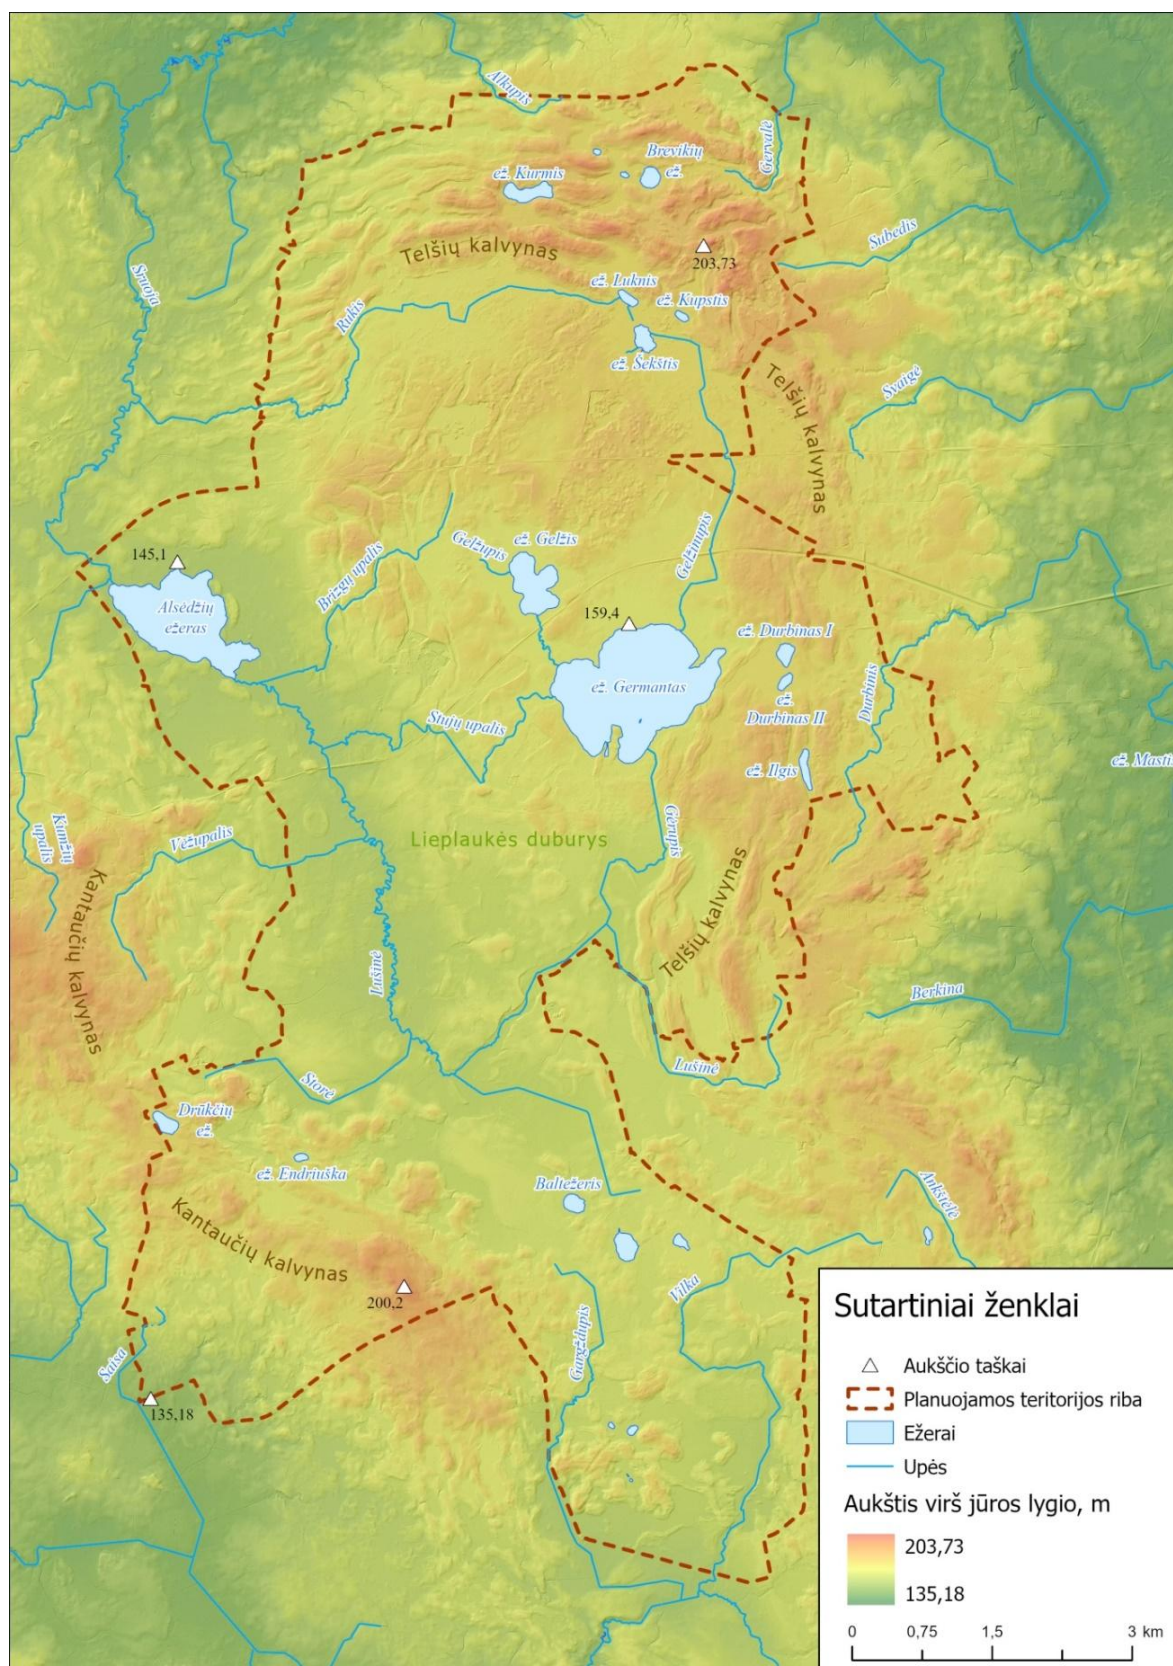 Alkupis
Gervalė
Brevikių
ež.
ež. Kurmis
Subedis
Telšių kalvynas
203,73
Sruoja
ež. Luknis
ež. Kupstis
Rukis
ež. Šekštis
Telšių kalvynas
Svaigė
Gelžupis
ež. Gelžis
Gelžinupis
145,1
Brizgų upalis
Alsėdžių
ežeras
159,4
ež. Durbinas I
ež. Germantas
ež.
Durbinas II
Durbinis
Stujų upalis
ež. Ilgis
ež. Mastis
Kumžių
upalis
Vėžupalis
Lieplaukės duburys
Gerupis
Kantaučių kalvynas
Telšių kalvynas
Lušinė
Berkina
Lušinė
Storė
Drūkčių
ež.
ež. Endriuška
Baltežeris
Ankštelė
Kantaučių kalvynas
200,2
Vilka
Gargždupis
Saisa
135,18
Sutartiniai ženklai
Aukščio taškai
Planuojamos teritorijos riba
Ežerai
Upės
Aukštis virš jūros lygio, m
203,73
135,18
0 0,75 1,5 3 km